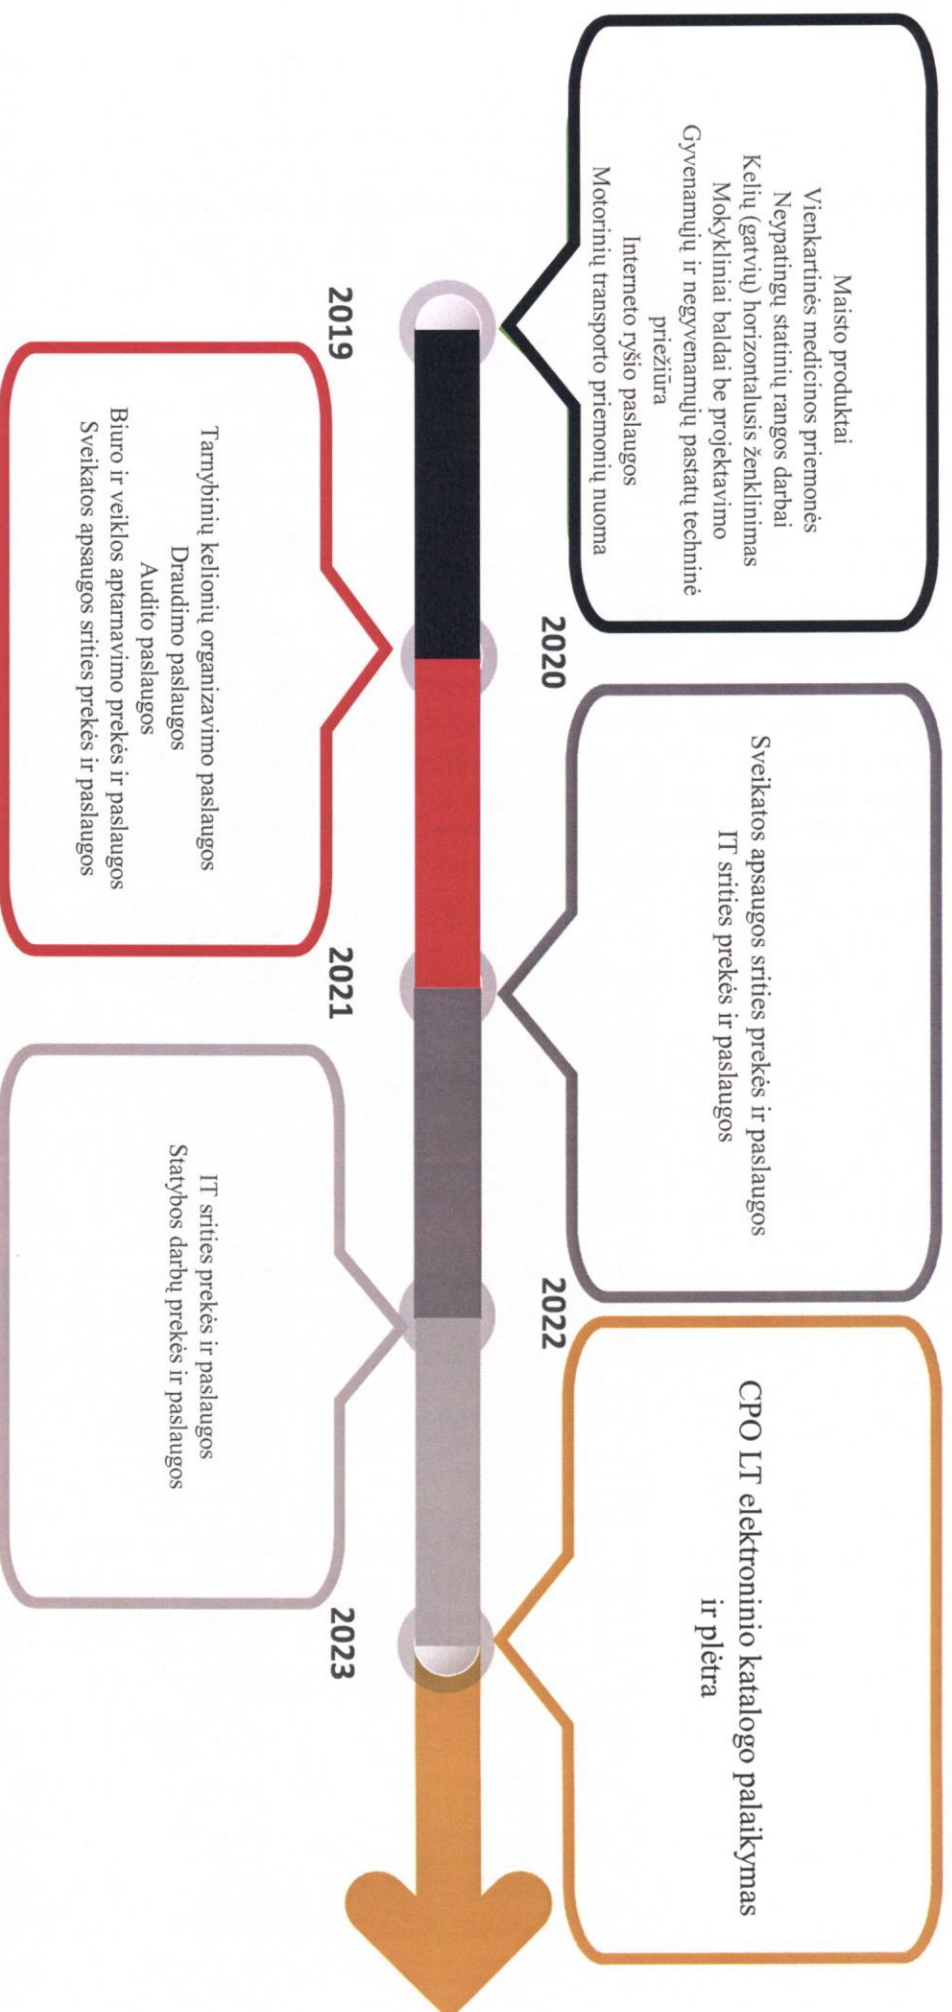 Maisto produktai
Vienkartinės medicinos priemonės
Neypatingų statinių rangos darbai
Kelių (gatvių) horizontalusis ženklinimas
Mokykliniai baldai be projektavimo
Gyvenamųjų ir negyvenamųjų pastatų techninė
priežiūra
Interneto ryšio paslaugos
Motorinių transporto priemonių nuoma
2019
Tarnybinių kelionių organizavimo paslaugos
Draudimo paslaugos
Audito paslaugos
Biuro ir veiklos aptarnavimo prekės ir paslaugos
Sveikatos apsaugos srities prekės ir paslaugos
2020
Sveikatos apsaugos srities prekės ir paslaugos
IT srities prekės ir paslaugos
2021
IT srities prekės ir paslaugos
Statybos darbų prekės ir paslaugos
2022
CPO LT elektroninio katalogo palaikymas
ir plėtra
2023